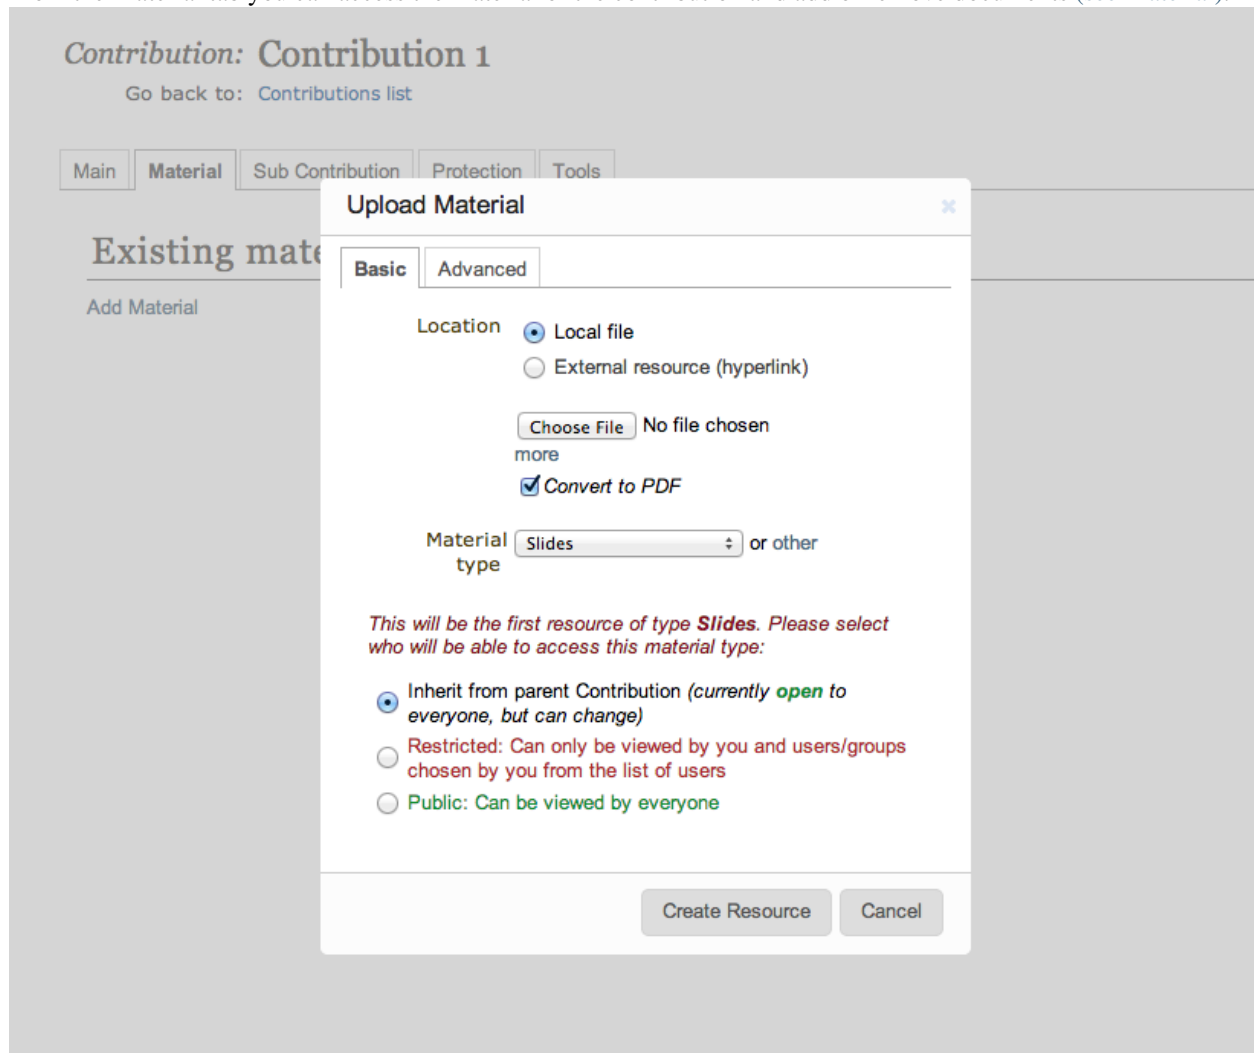 Contribution: Contribution 1
Go back to: Contributions list
Main Material Sub Contribution Protection Tools
Upload Material
Existing mate
Basic Advanced
Add Material
Location
Local file
External resource (hyperlink)
Choose File No file chosen
more
Convert to PDF
Material type
Slides
or other
This will be the first resource of type Slides. Please select
who will be able to access this material type:
Inherit from parent Contribution (currently open to
everyone, but can change)
Restricted: Can only be viewed by you and users/groups
chosen by you from the list of users
Public: Can be viewed by everyone
Create Resource Cancel